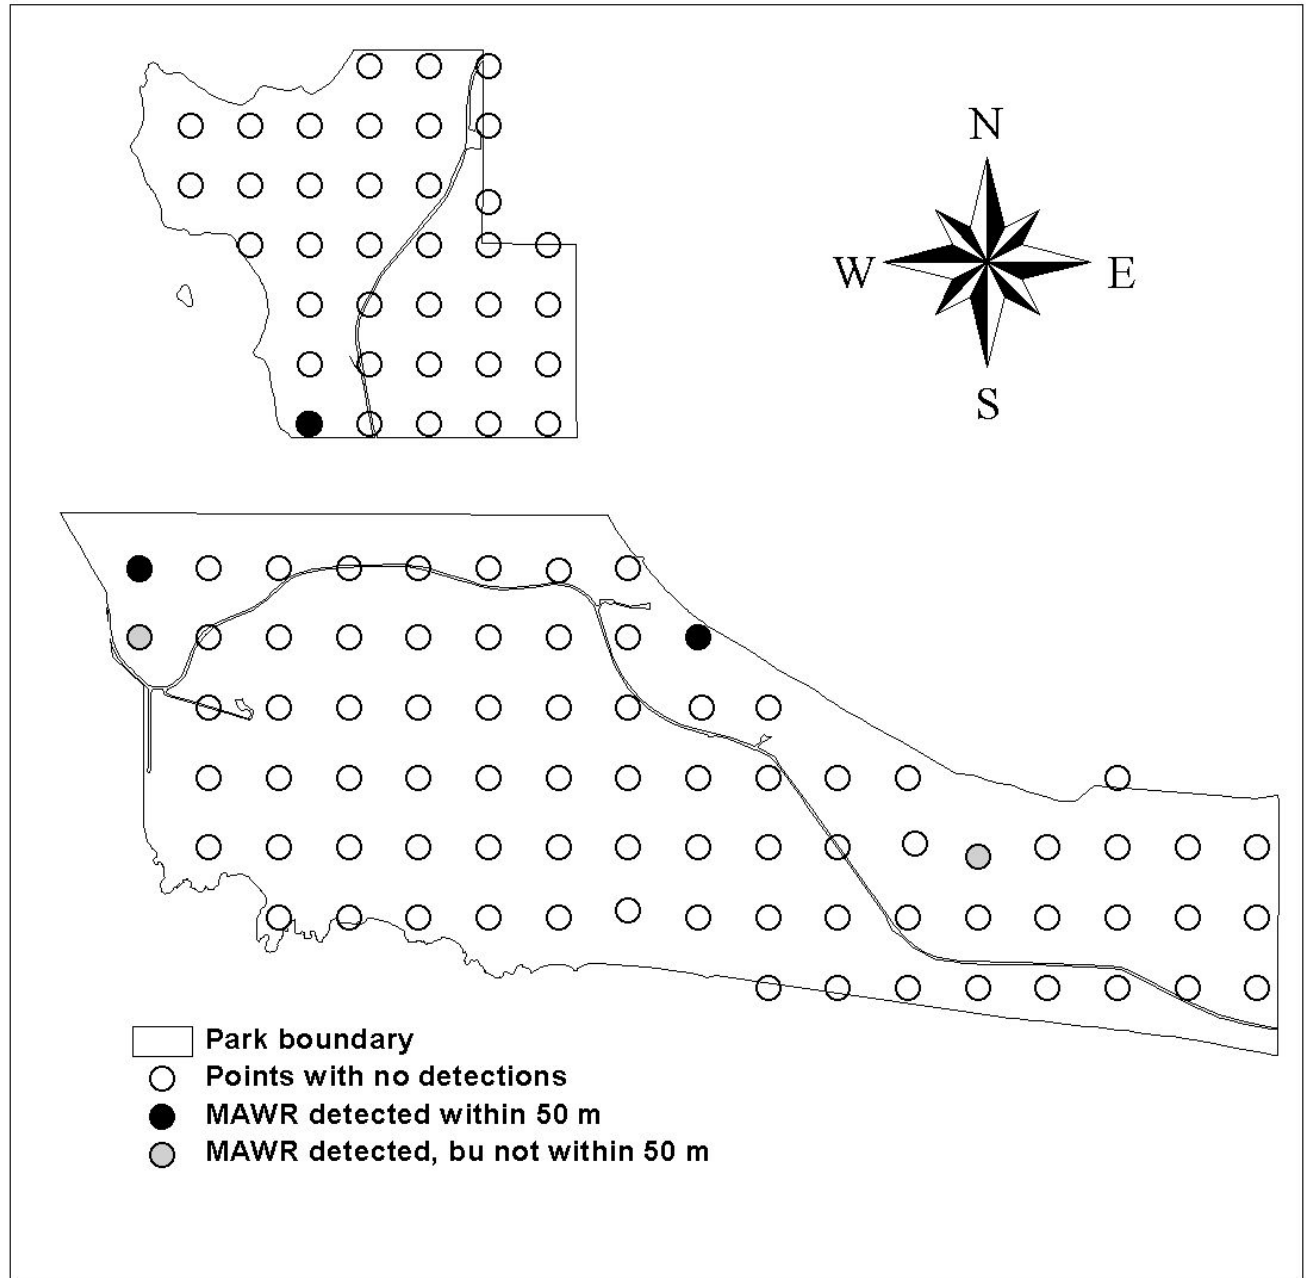 N
W E
S
Park boundary
Points with no detections
MAWR detected within 50 m
MAWR detected, bu not within 50 m